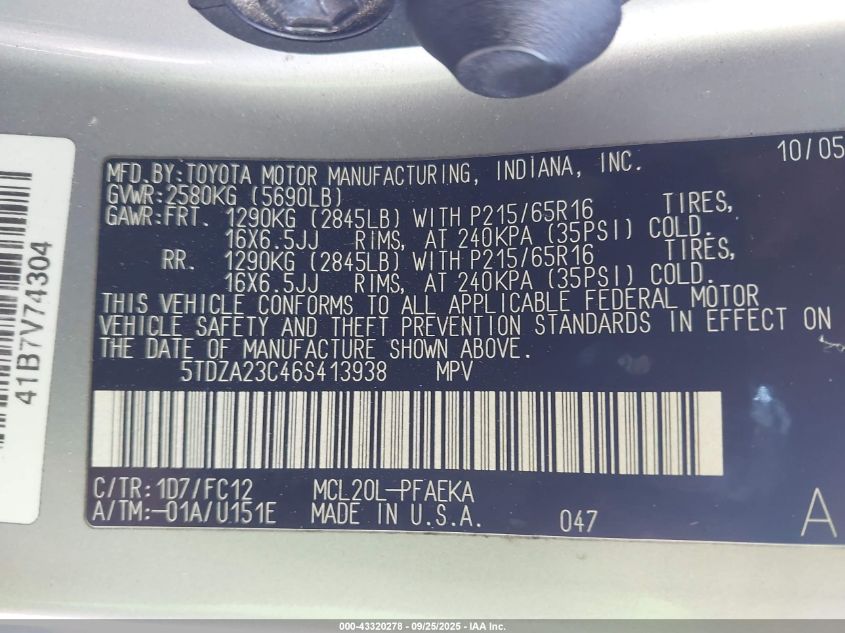 MFD.BY:TOYOTA MOTOR MANUFACTURING, INDIANA, INC. 10/05
GVWR:2580KG (5690LB)
GAWR:FRT. 1290KG (2845LB) WITH P215/65R16 TIRES,
16X6.5JJ RIMS, AT 240KPA (35PSI) COLD.
RR. 1290KG (2845LB) WITH P215/65R16 TIRES,
16X6.5JJ RIMS, AT 240KPA (35PSI) COLD.
THIS VEHICLE CONFORMS TO ALL APPLICABLE FEDERAL MOTOR
VEHICLE SAFETY AND THEFT PREVENTION STANDARDS IN EFFECT ON
THE DATE OF MANUFACTURE SHOWN ABOVE.
5TDZA23C46S413938 MPV
C/TR:1D7/FC12 MCL20L-PFAEKA
A/TM:-01A/U151E MADE IN U.S.A. 047 A
41B7V74304
000-43320278 - 09/25/2025 - IAA Inc.